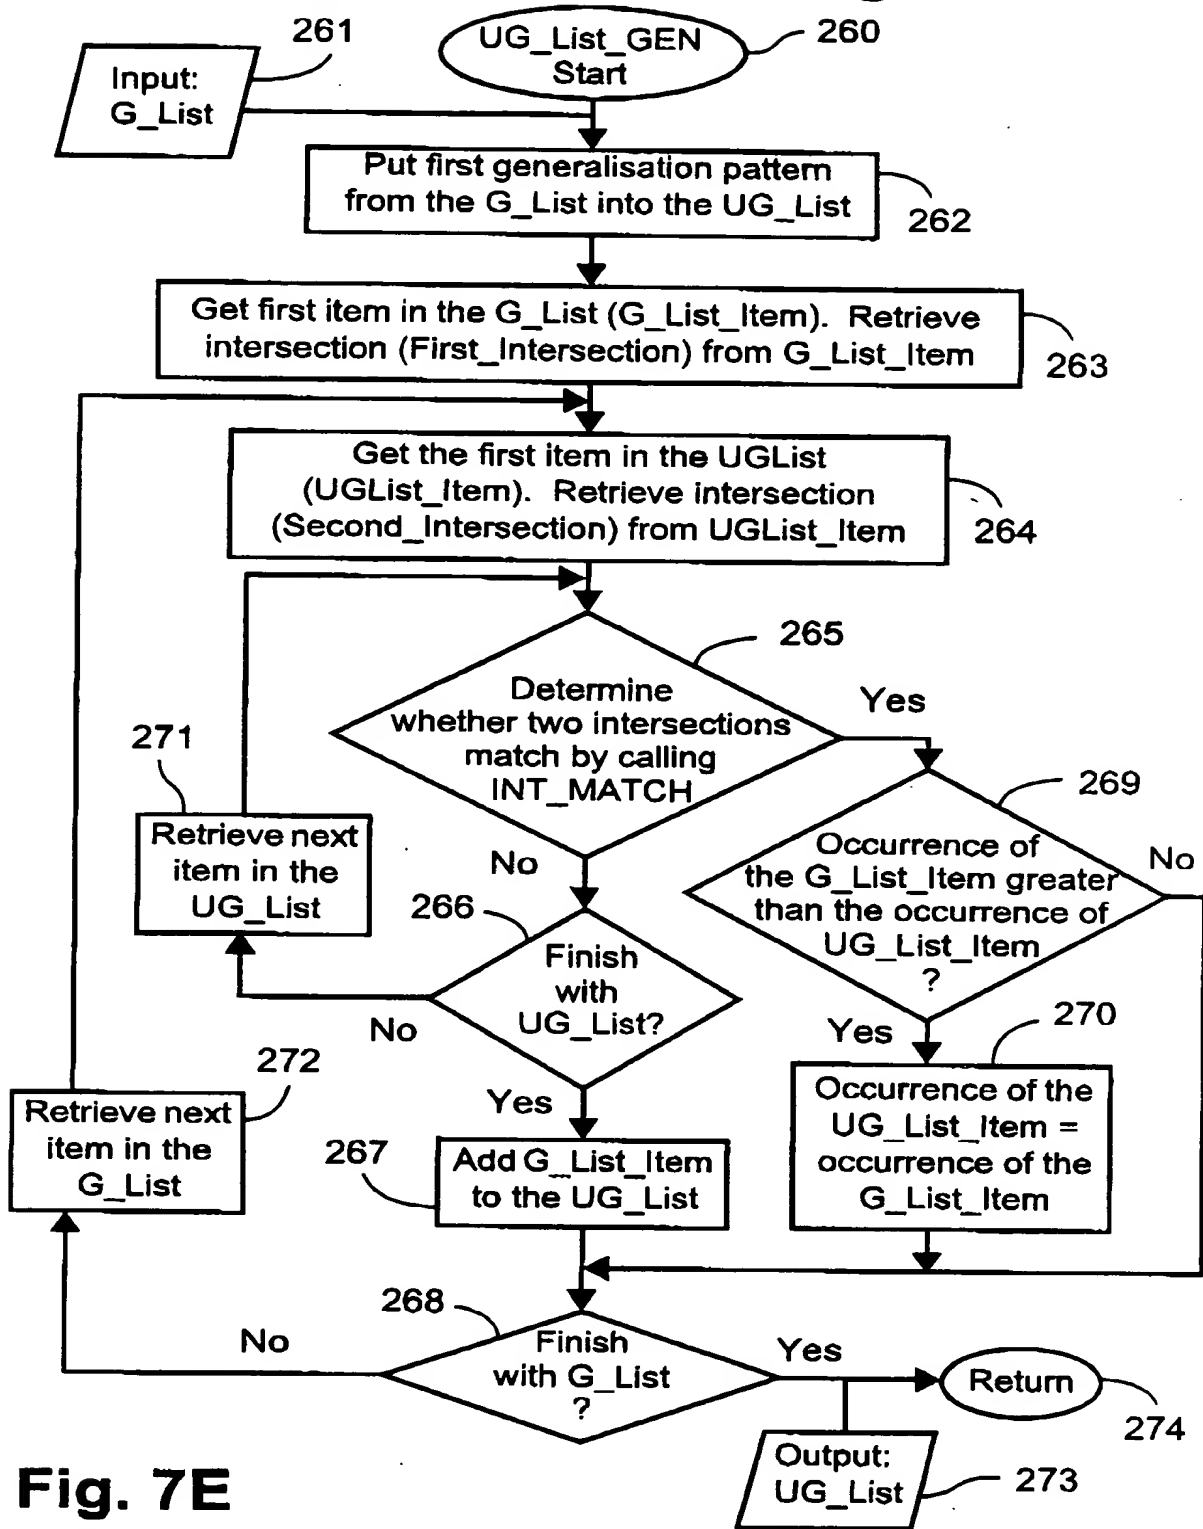 261
UG_List_GEN
Start
260
Input:
G_List
Put first generalisation pattern
from the G_List into the UG_List
262
Get first item in the G_List (G_List_Item). Retrieve
intersection (First_Intersection) from G_List_Item
263
Get the first item in the UGList
(UGList_Item). Retrieve intersection
(Second_Intersection) from UGList_Item
264
265
Determine
whether two intersections
match by calling
INT_MATCH
Yes
271
Retrieve next
item in the
UG_List
No
269
Occurrence of
the G_List_Item greater
than the occurrence of
UG_List_Item
?
No
266
Finish
with
UG_List?
No
Yes
270
272
Retrieve next
item in the
G_List
Yes
Occurrence of the
UG_List_Item =
occurrence of the
G_List_Item
267
Add G_List_Item
to the UG_List
268
No
Finish
with G_List
?
Yes
Return
274
Output:
UG_List
273
Fig. 7E